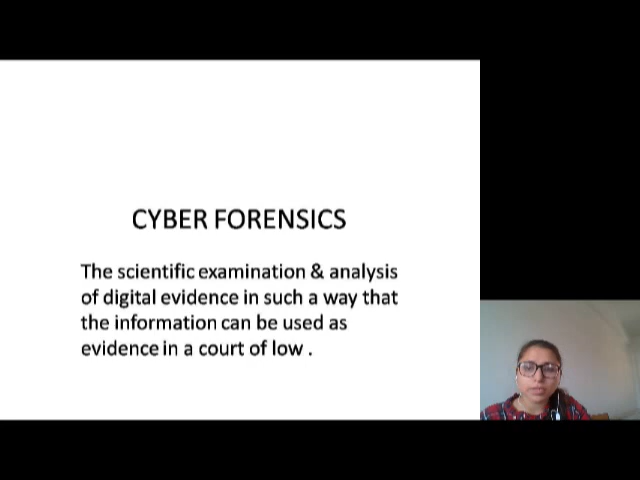 CYBER FORENSICS
The scientific examination & analysis
of digital evidence in such a way that
the information can be used as
evidence in a court of low .